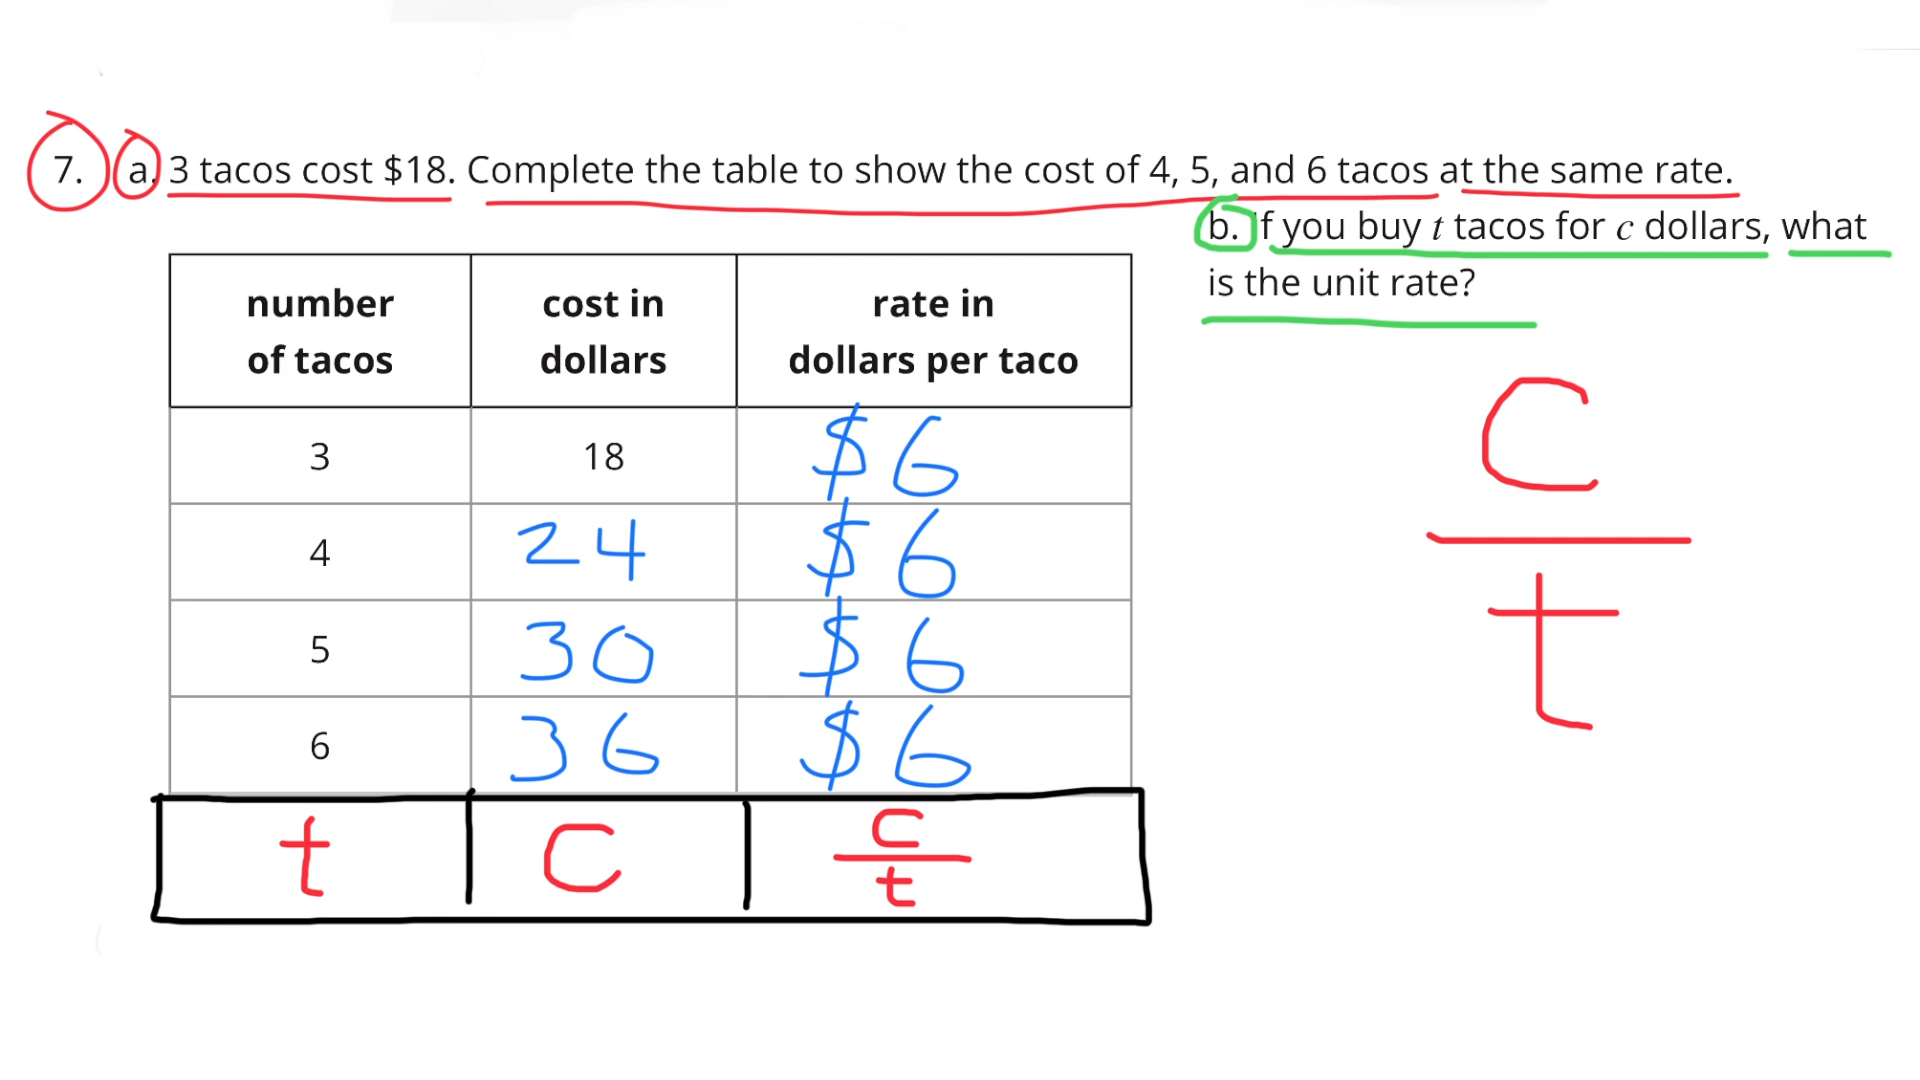 7. a. 3 tacos cost $18. Complete the table to show the cost of 4, 5, and 6 tacos at the same rate.
b. If you buy t tacos for c dollars, what
is the unit rate?
number of tacos cost in dollars rate in dollars per taco
3 18 $6
4 24 $6
5 30 $6
6 36 $6
t c c/t
c
t